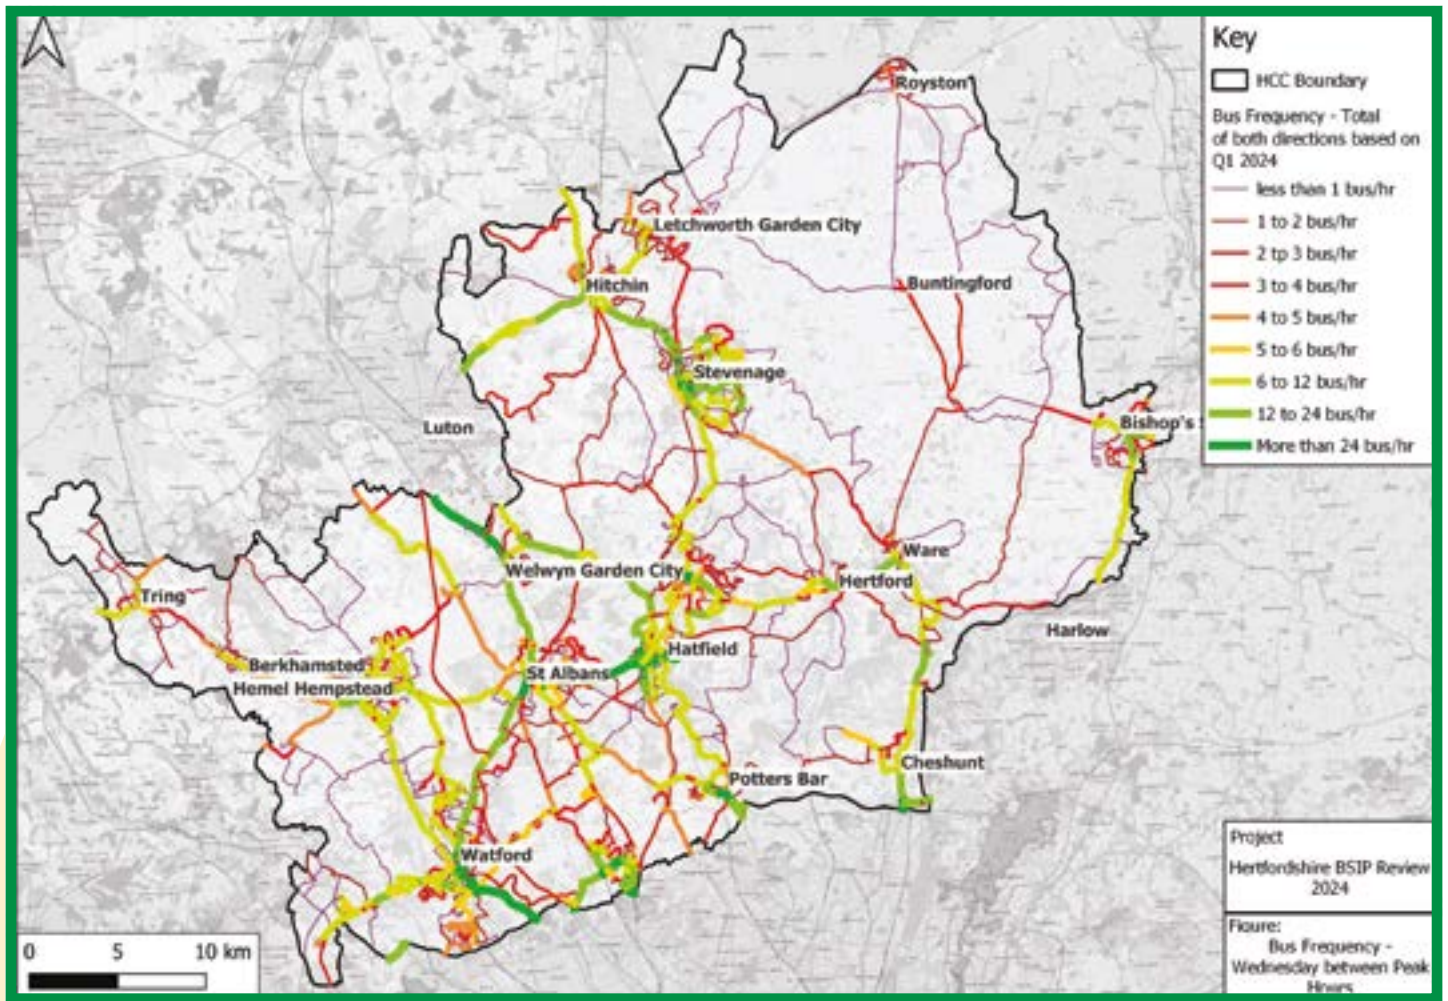 Key
HCC Boundary
Bus Frequency - Total
of both directions based on
Q1 2024
less than 1 bus/hr
1 to 2 bus/hr
2 tp 3 bus/hr
3 to 4 bus/hr
4 to 5 bus/hr
5 to 6 bus/hr
6 to 12 bus/hr
12 to 24 bus/hr
More than 24 bus/hr
Royston
Letchworth Garden City
Hitchin
Buntingford
Stevenage
Luton
Bishop's
Ware
Welwyn Garden City
Hertford
Tring
Harlow
Hatfield
Berkhamsted
St Albans
Hemel Hempstead
Cheshunt
Potters Bar
Watford
Project
Hertfordshire BSIP Review
2024
Figure:
Bus Frequency -
Wednesday between Peak
Hours
0 5 10 km